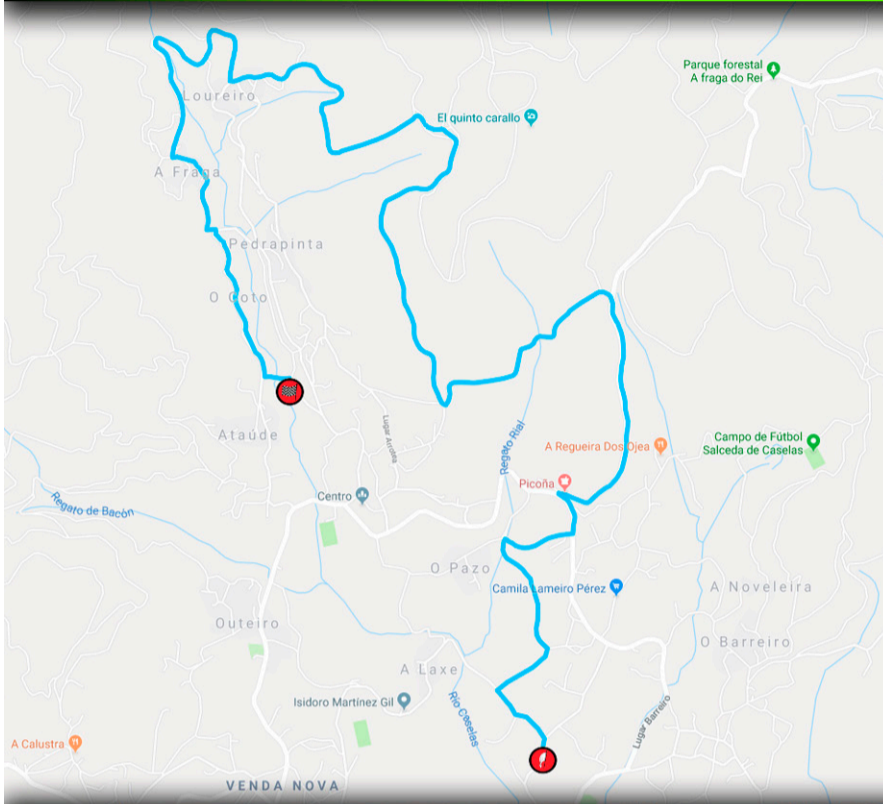 Parque forestal
A fraga do Rei
Loureiro
El quinto carallo
A Fraga
Pedrapinta
O Coto
Regato Rial
Ataúde
A Regueira Dos Ojea
Campo de Fútbol
Salceda de Caselas
Picoña
Centro
Regato de Bacón
O Pazo
Camila Lameiro Pérez
A Noveleira
Outeiro
O Barreiro
A Laxe
Isidoro Martínez Gil
Río Caselas
Lugar Barreiro
A Calustra
VENDA NOVA